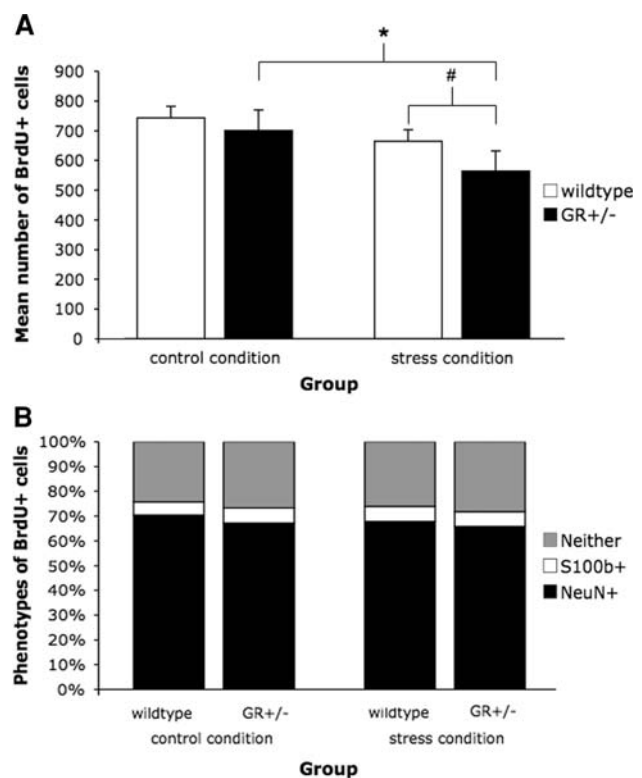 A
Mean number of BrdU+ cells
900
800
700
600
500
400
300
200
100
0
*
#
wildtype
GR+/-
control condition
stress condition
Group
B
Phenotypes of BrdU+ cells
100%
90%
80%
70%
60%
50%
40%
30%
20%
10%
0%
Neither
S100b+
NeuN+
wildtype
GR+/-
wildtype
GR+/-
control condition
stress condition
Group